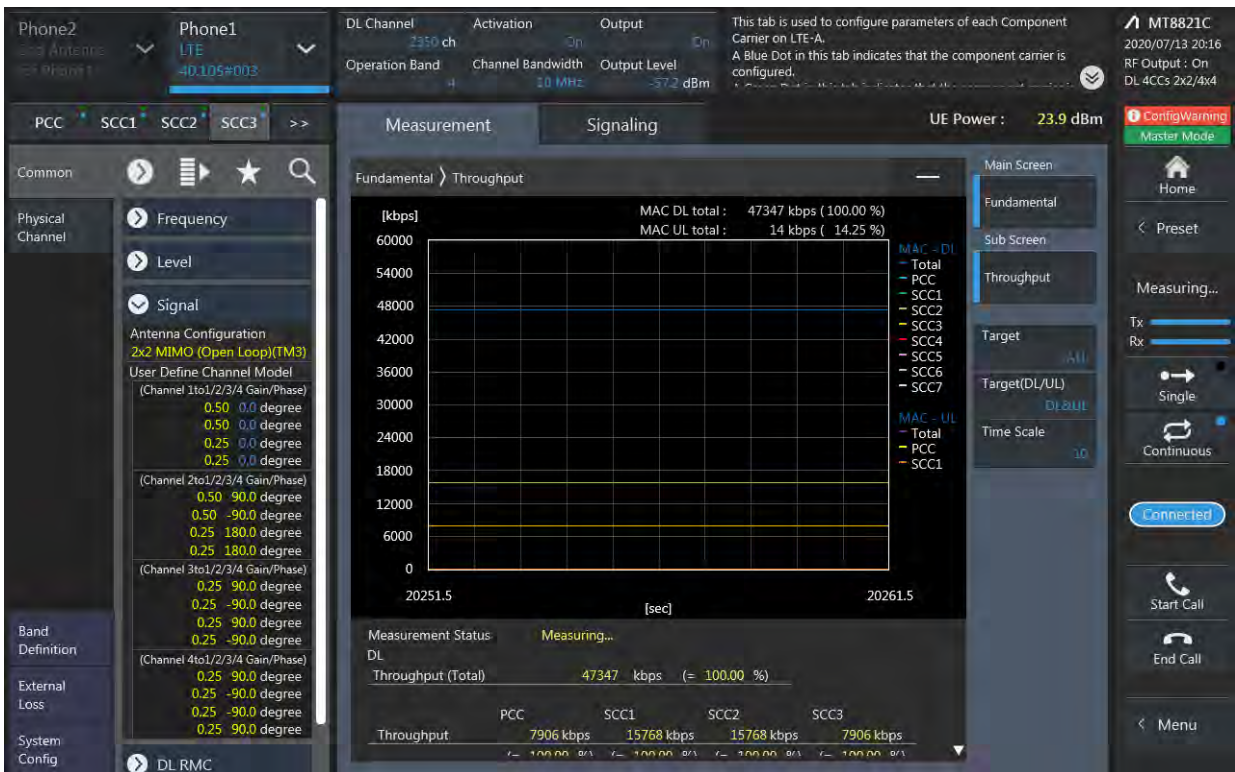 Phone2
Phone1
LTE
40.105#003
DL Channel
2350 ch
Activation
On
Output
On
Operation Band
4
Channel Bandwidth
10 MHz
Output Level
-57.2 dBm
This tab is used to configure parameters of each Component
Carrier on LTE-A.
A Blue Dot in this tab indicates that the component carrier is
configured.
MT8821C
2020/07/13 20:16
RF Output : On
DL 4CCs 2x2/4x4
PCC SCC1 SCC2 SCC3 >>
Measurement
Signaling
UE Power : 23.9 dBm
ConfigWarning
Master Mode
Common
Physical
Channel
Band
Definition
External
Loss
System
Config
Frequency
Level
Signal
Antenna Configuration
2x2 MIMO (Open Loop)(TM3)
User Define Channel Model
(Channel 1to1/2/3/4 Gain/Phase)
0.50 0.0 degree
0.50 0.0 degree
0.25 0.0 degree
0.25 0.0 degree
(Channel 2to1/2/3/4 Gain/Phase)
0.50 90.0 degree
0.50 -90.0 degree
0.25 180.0 degree
0.25 180.0 degree
(Channel 3to1/2/3/4 Gain/Phase)
0.25 90.0 degree
0.25 -90.0 degree
0.25 90.0 degree
0.25 -90.0 degree
(Channel 4to1/2/3/4 Gain/Phase)
0.25 90.0 degree
0.25 -90.0 degree
0.25 -90.0 degree
0.25 90.0 degree
DL RMC
Fundamental ⟩ Throughput
[kbps]
MAC DL total : 47347 kbps ( 100.00 %)
MAC UL total : 14 kbps ( 14.25 %)
60000
54000
48000
42000
36000
30000
24000
18000
12000
6000
0
20251.5
20261.5
[sec]
MAC - DL
Total
PCC
SCC1
SCC2
SCC3
SCC4
SCC5
SCC6
SCC7
MAC - UL
Total
PCC
SCC1
Measurement Status Measuring...
DL
Throughput (Total) 47347 kbps (= 100.00 %)
PCC SCC1 SCC2 SCC3
Throughput 7906 kbps 15768 kbps 15768 kbps 7906 kbps
(= 100.00 %) (= 100.00 %) (= 100.00 %) (= 100.00 %)
Main Screen
Fundamental
Sub Screen
Throughput
Target
ALL
Target(DL/UL)
DL&UL
Time Scale
10
Home
< Preset
Measuring...
Tx
Rx
Single
Continuous
Connected
Start Call
End Call
< Menu